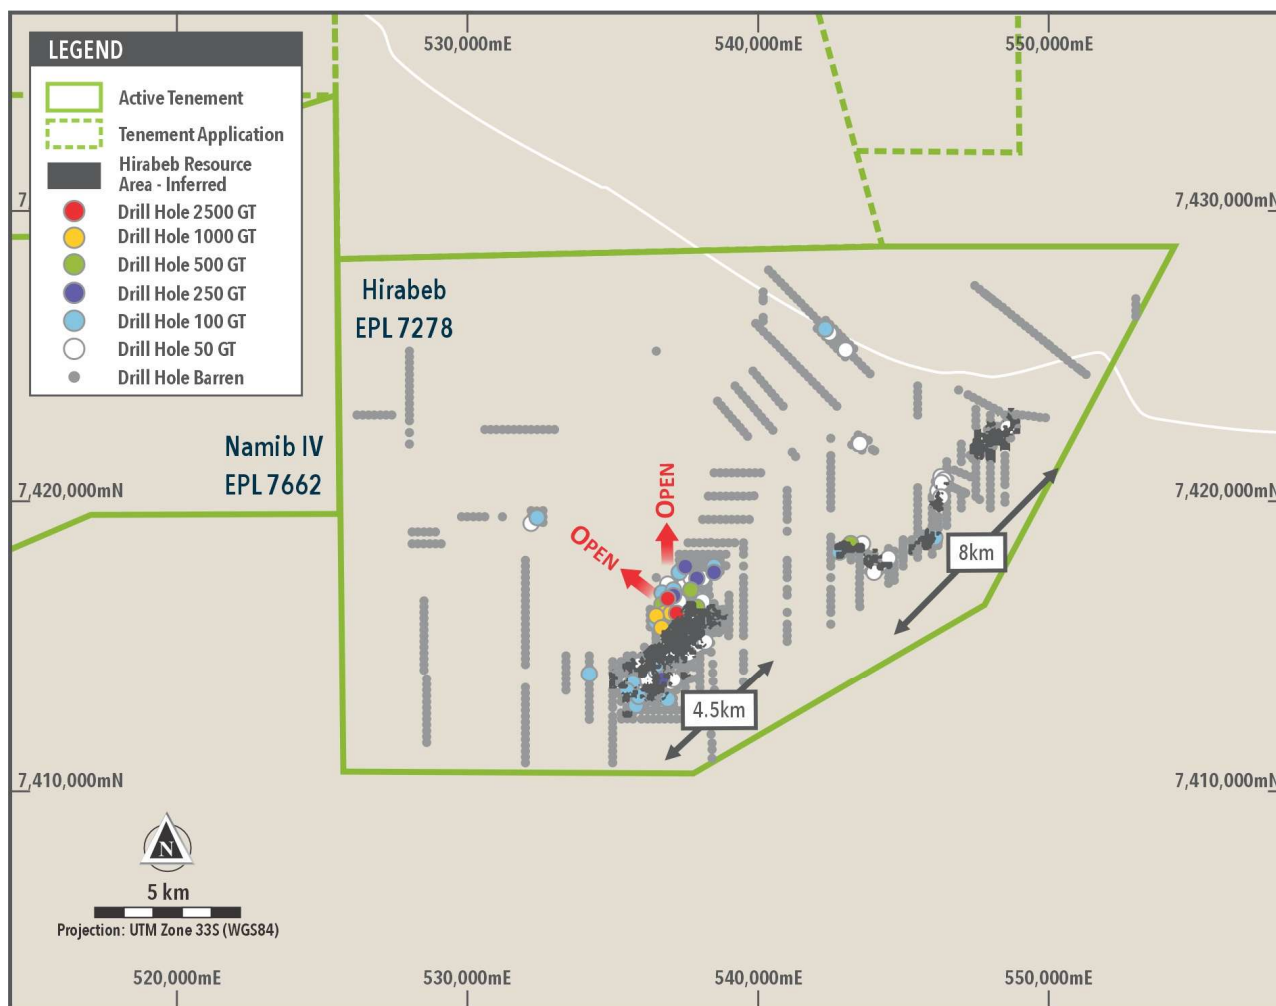 530,000mE
540,000mE
550,000mE
LEGEND
Active Tenement
Tenement Application
Hirabeb Resource
Area - Inferred
Drill Hole 2500 GT
Drill Hole 1000 GT
Drill Hole 500 GT
Drill Hole 250 GT
Drill Hole 100 GT
Drill Hole 50 GT
Drill Hole Barren
7,
7,430,000mN
Hirabeb
EPL 7278
Namib IV
EPL 7662
7,420,000mN
7,420,000mN
OPEN
OPEN
8km
4.5km
7,410,000mN
7,410,000mN
N
5 km
Projection: UTM Zone 33S (WGS84)
520,000mE
530,000mE
540,000mE
550,000mE